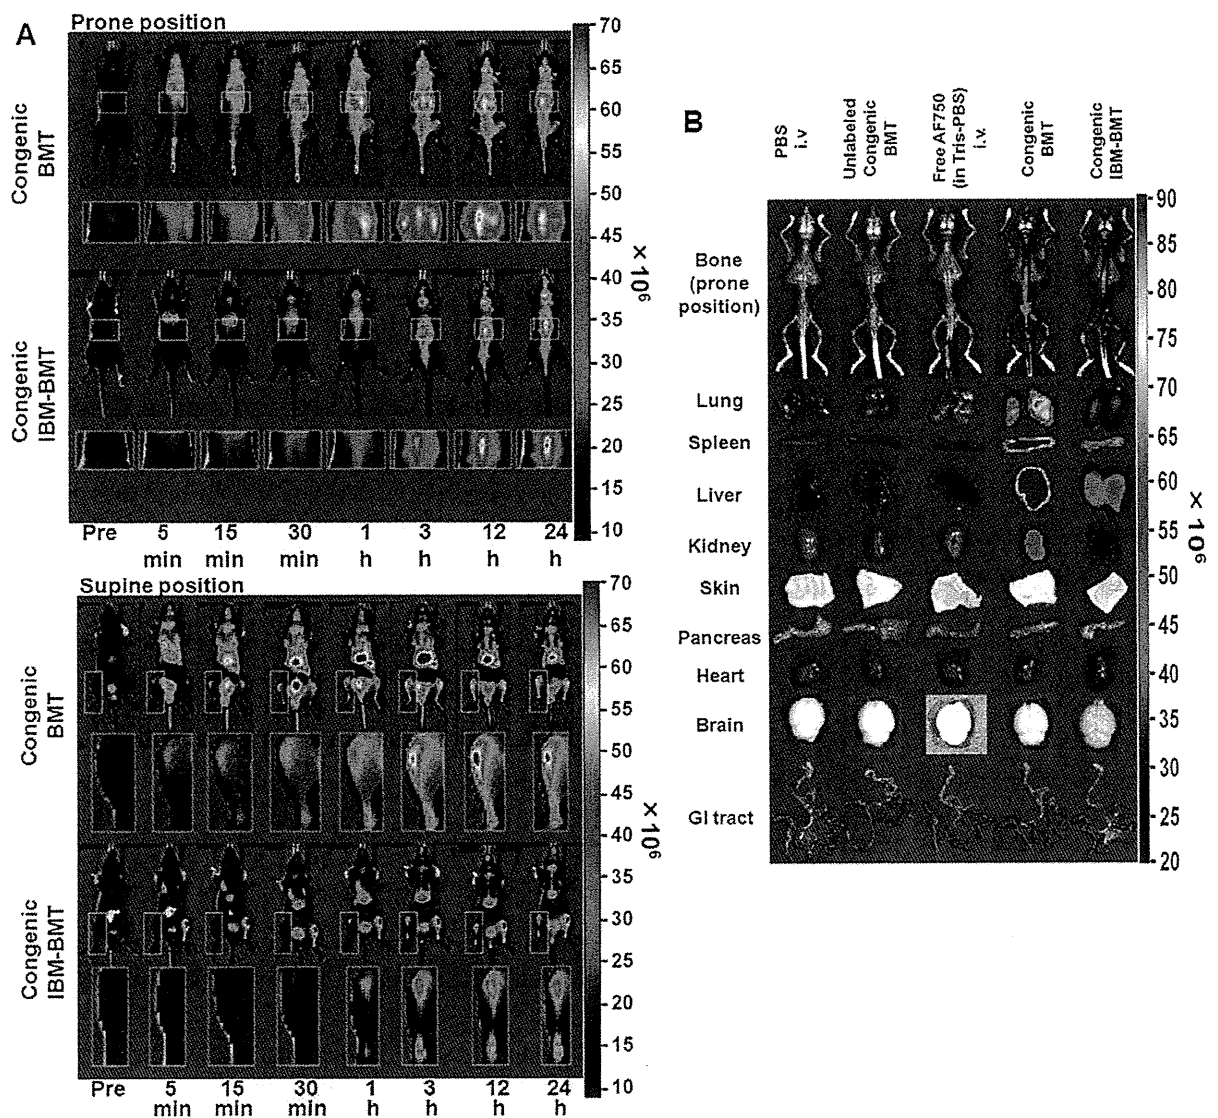 A
Prone position
Congenic
BMT
Congenic
IBM-BMT
70
65
60
55
50
45
40
35
30
25
20
15
10
× 10⁶
Pre
5 min
15 min
30 min
1 h
3 h
12 h
24 h
Supine position
Congenic
BMT
Congenic
IBM-BMT
70
65
60
55
50
45
40
35
30
25
20
15
10
× 10⁶
Pre
5 min
15 min
30 min
1 h
3 h
12 h
24 h
B
PBS
i.v
Unlabeled
Congenic
BMT
Free AF750
(in Tris-PBS)
i.v.
Congenic
BMT
Congenic
IBM-BMT
Bone
(prone
position)
Lung
Spleen
Liver
Kidney
Skin
Pancreas
Heart
Brain
GI tract
90
85
80
75
70
65
60
55
50
45
40
35
30
25
20
× 10⁶